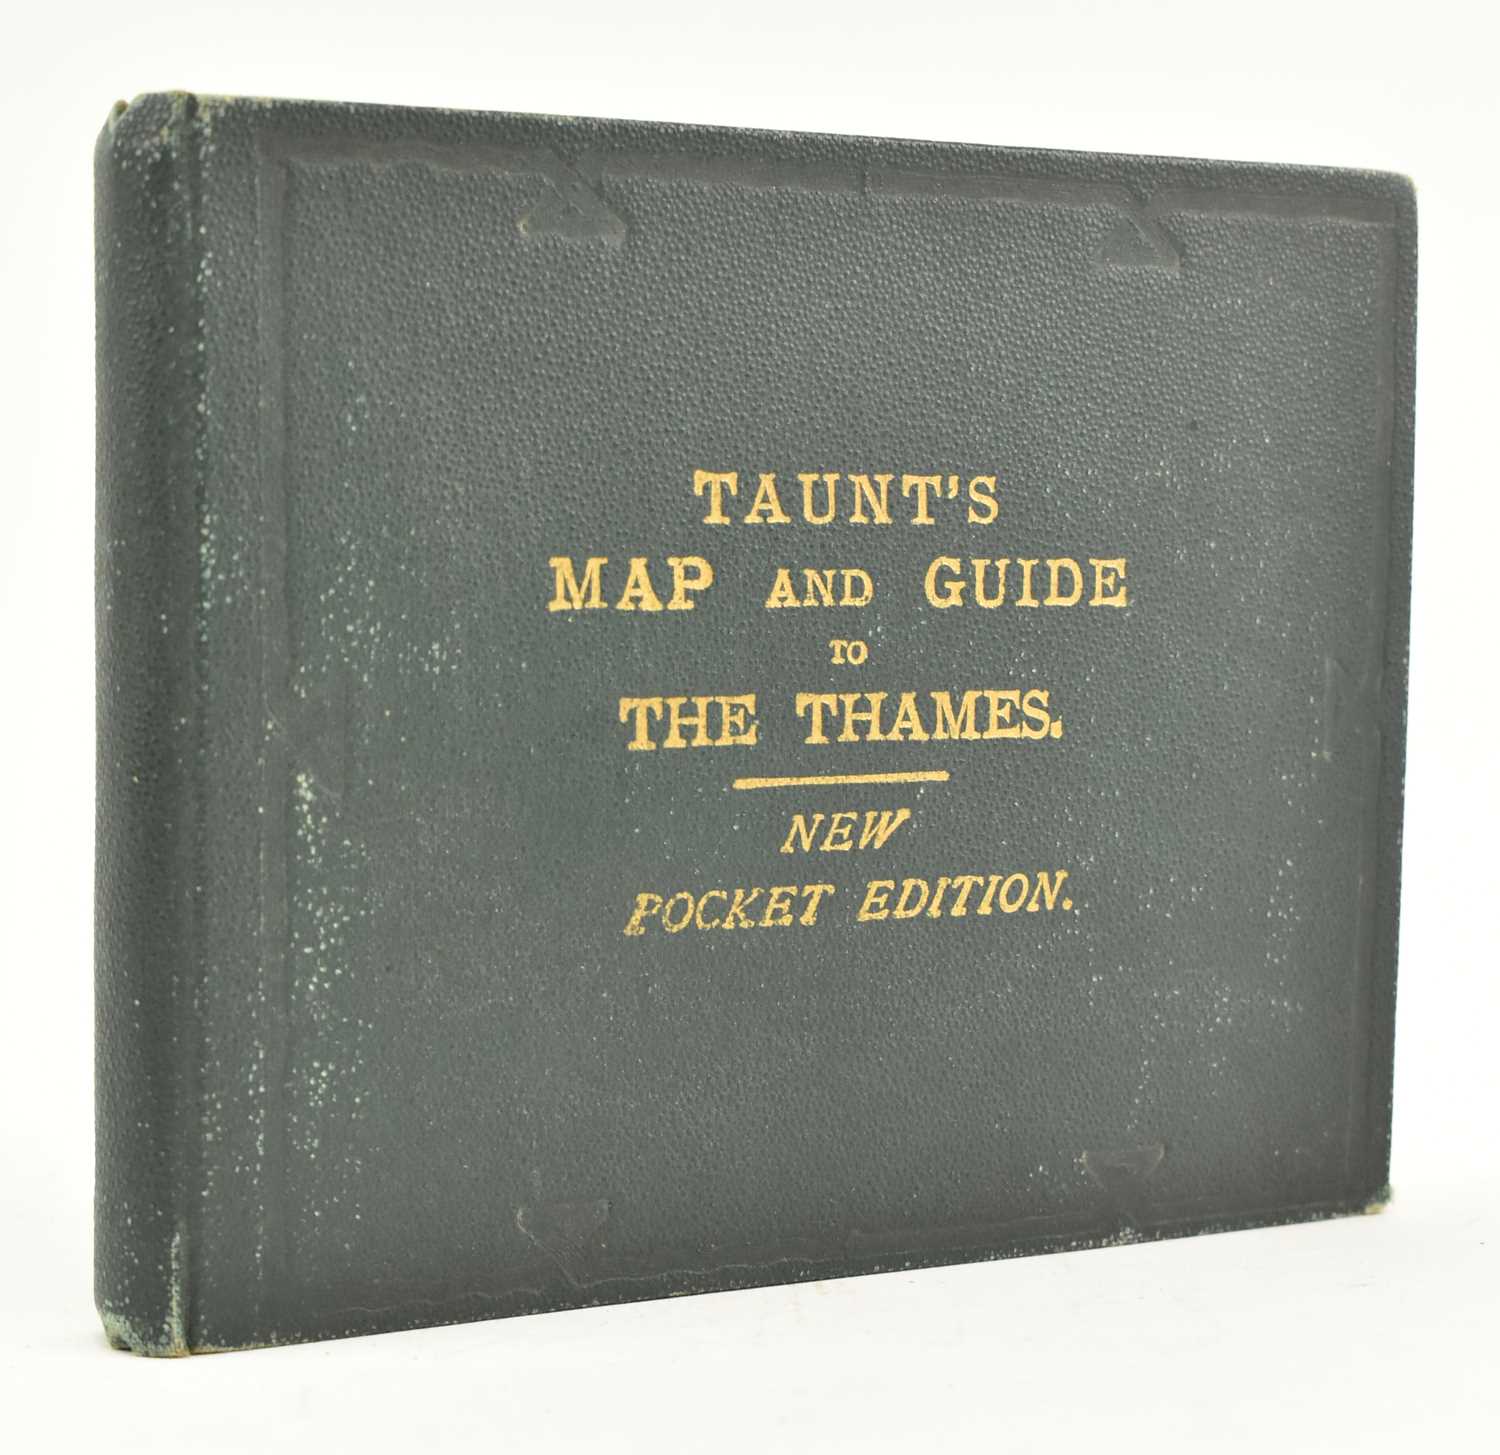 TAUNT'S
MAP AND GUIDE
TO
THE THAMES.
NEW
POCKET EDITION.